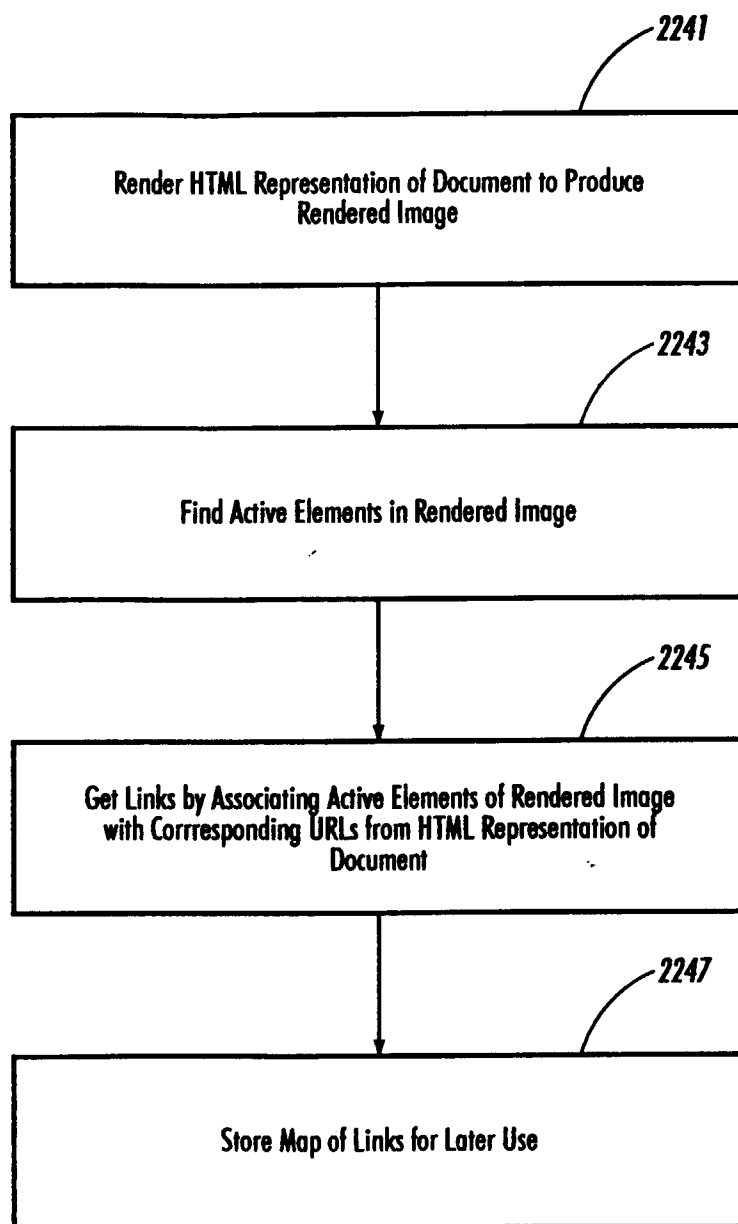 2241
Render HTML Representation of Document to Produce
Rendered Image
2243
Find Active Elements in Rendered Image
2245
Get Links by Associating Active Elements of Rendered Image
with Corrresponding URLs from HTML Representation of
Document
2247
Store Map of Links for Later Use